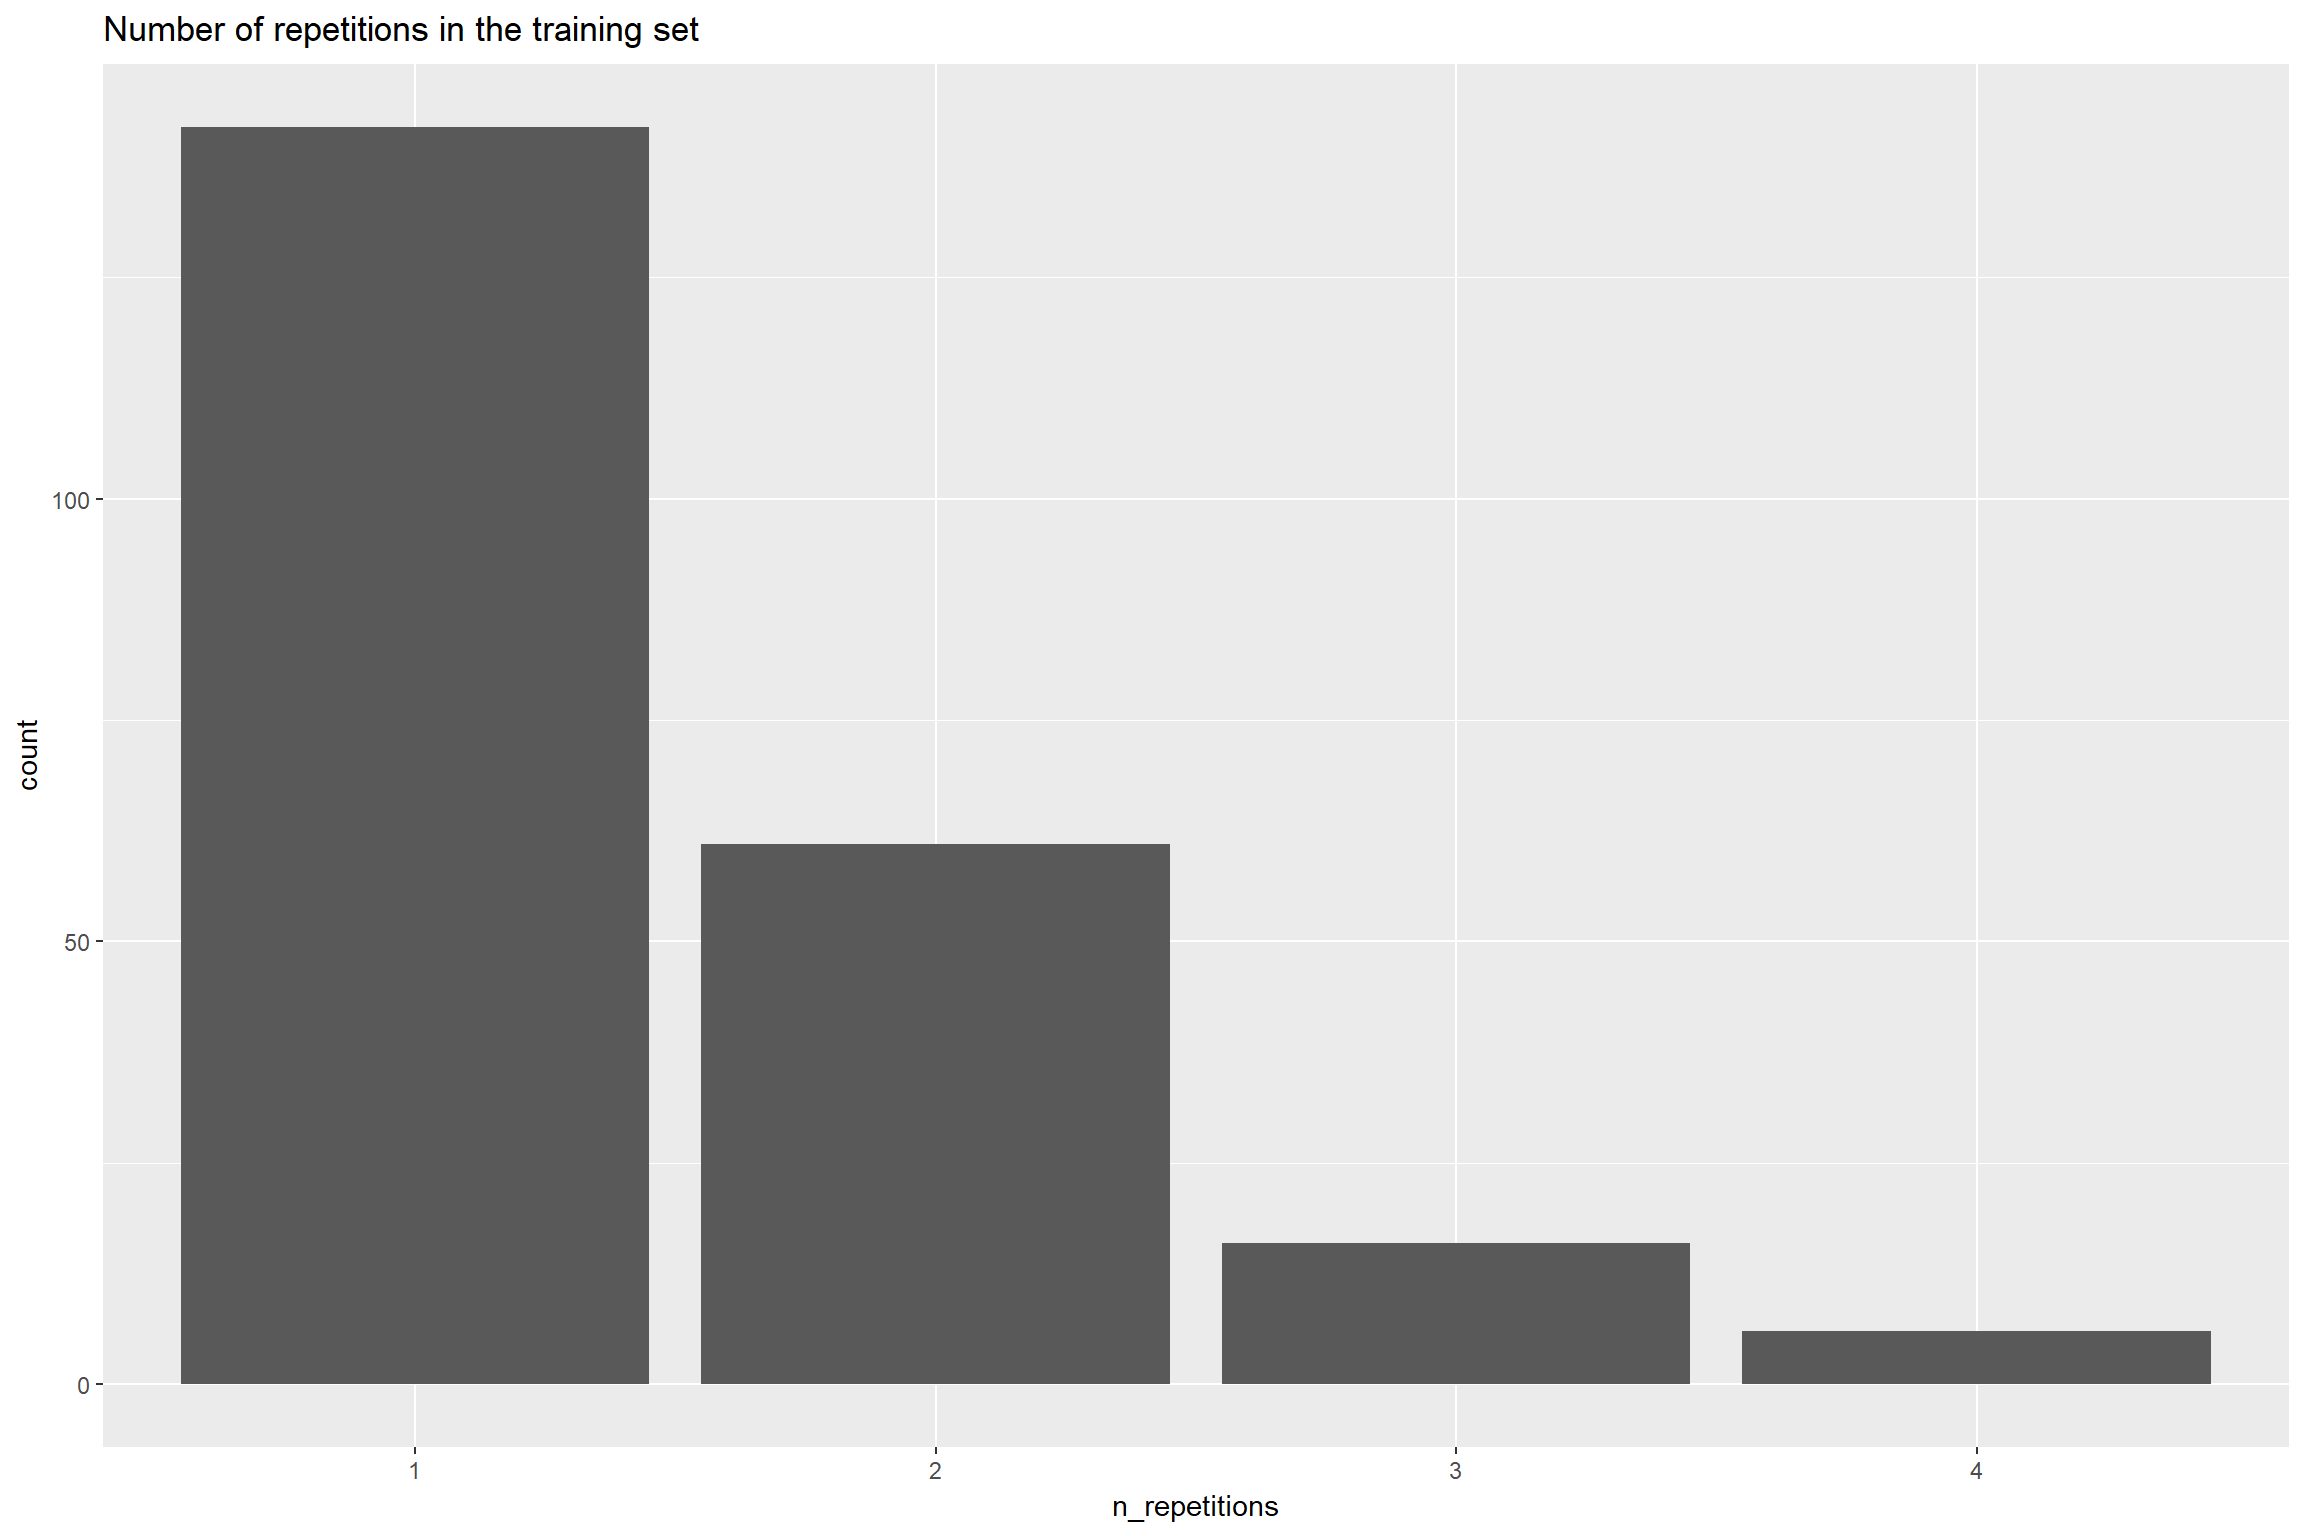 Number of repetitions in the training set
count
100
50
0
1 2 3 4
n_repetitions